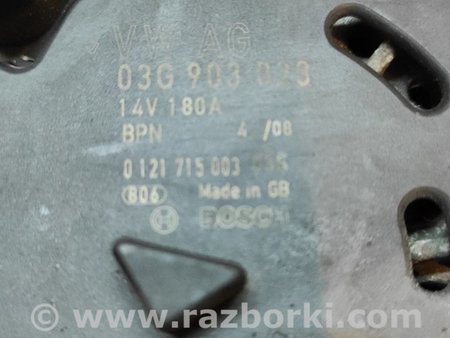 VW AG
03G 903 023
14V 180A
BPN 4 /08
0 121 715 003
B06 Made in GB
BOSCH
www.razborki.com